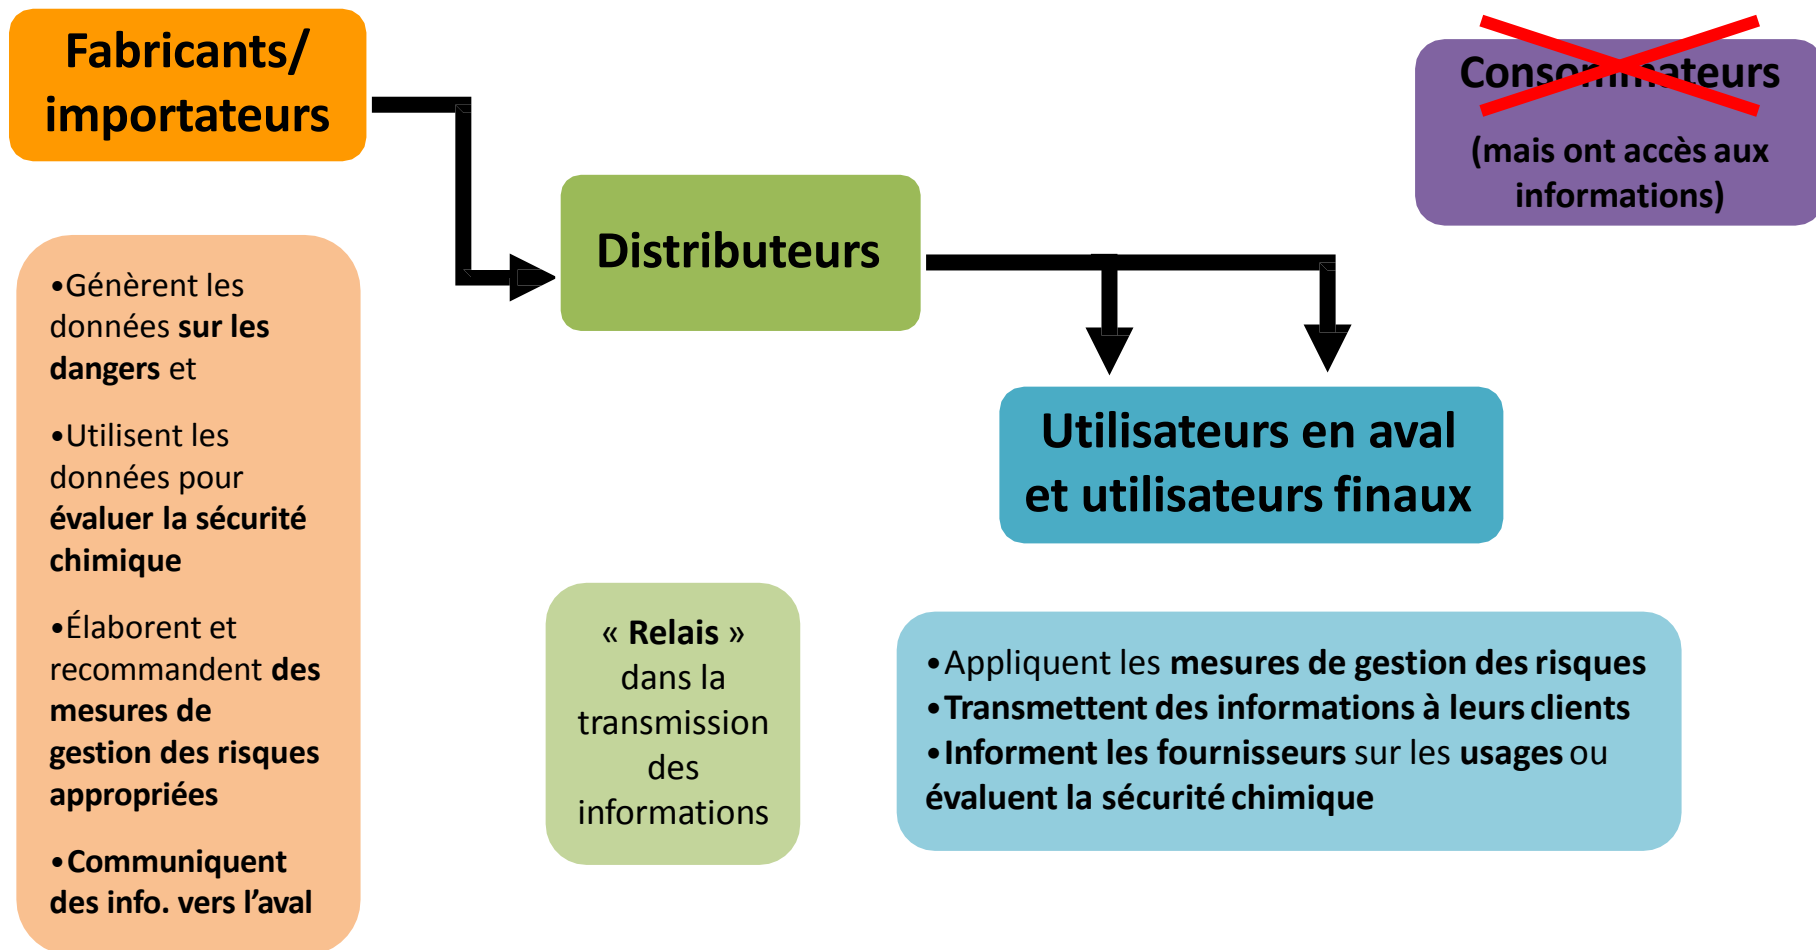 Fabricants/
importateurs
Consommateurs
(mais ont accès aux
informations)
Distributeurs
•Génèrent les
données sur les
dangers et
•Utilisent les
données pour
évaluer la sécurité
chimique
•Élaborent et
recommandent des
mesures de
gestion des risques
appropriées
•Communiquent
des info. vers l’aval
Utilisateurs en aval
et utilisateurs finaux
« Relais »
dans la
transmission
des
informations
•Appliquent les mesures de gestion des risques
•Transmettent des informations à leurs clients
•Informent les fournisseurs sur les usages ou
évaluent la sécurité chimique